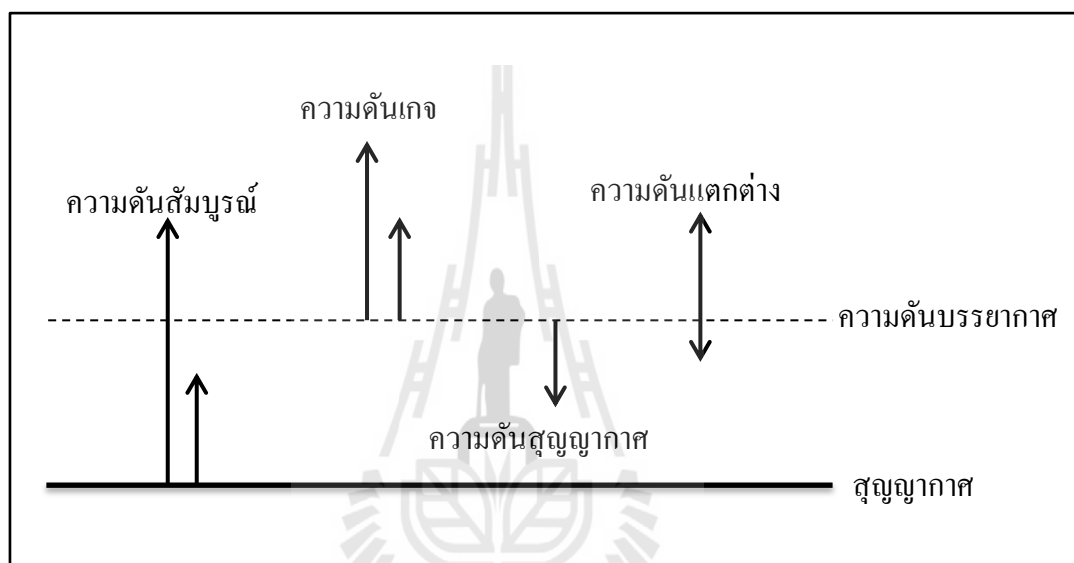 ความดันเกจ
ความดันแตกต่าง
ความดันสัมบูรณ์
ความดันบรรยากาศ
ความดันสุญญากาศ
สุญญากาศ